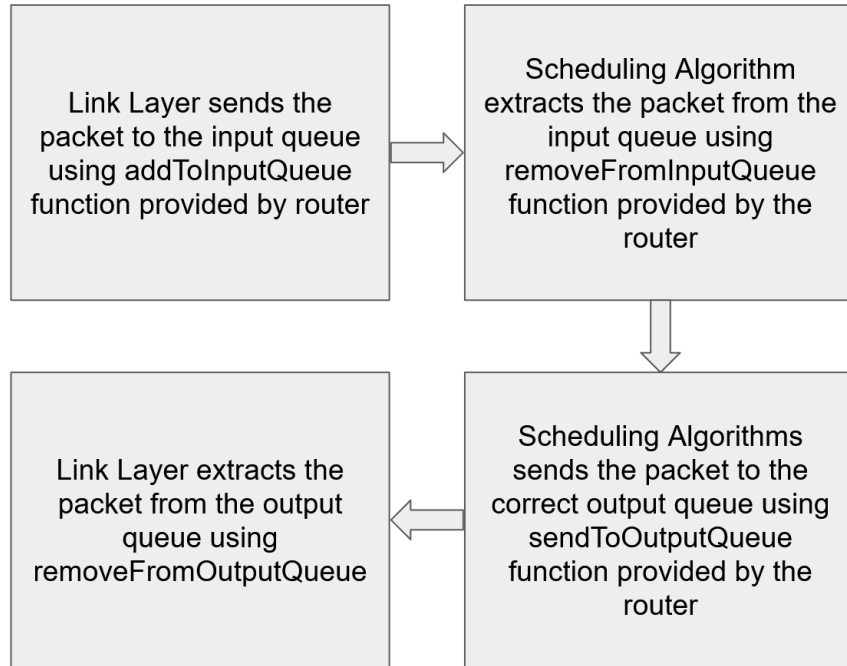 Link Layer sends the
packet to the input queue
using addToInputQueue
function provided by router
Scheduling Algorithm
extracts the packet from the
input queue using
removeFromInputQueue
function provided by the
router
Scheduling Algorithms
sends the packet to the
correct output queue using
sendToOutputQueue
function provided by the
router
Link Layer extracts the
packet from the output
queue using
removeFromOutputQueue